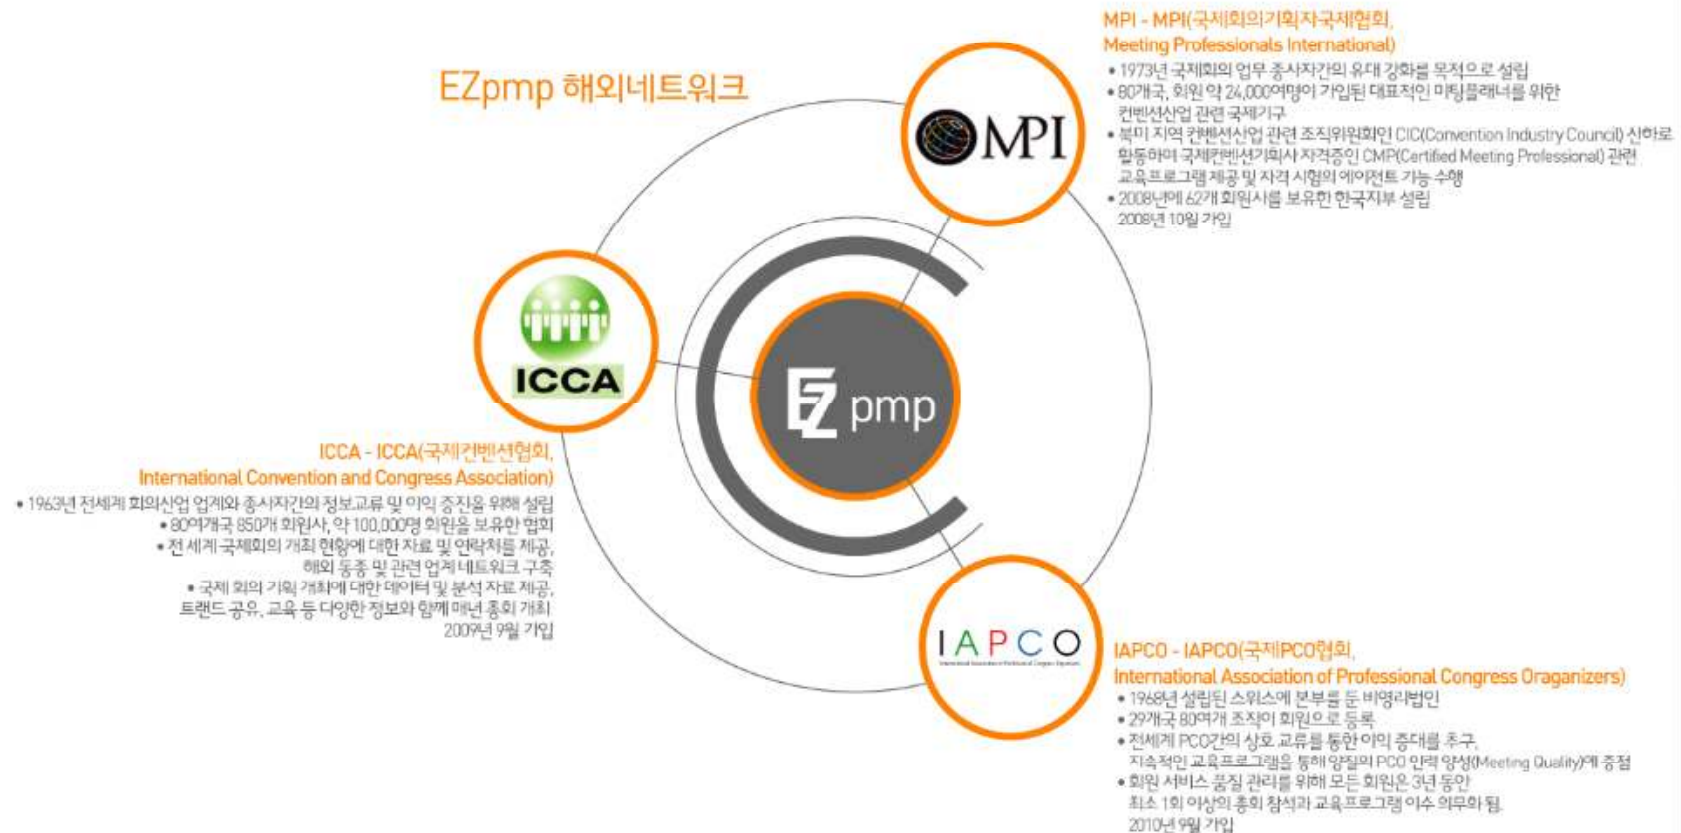 EZpmp 해외네트워크
MPI - MPI(국제회의기획자국제협회,
Meeting Professionals International)
• 1973년 국제회의 업무 종사자간의 유대 강화를 목적으로 설립
• 80개국, 회원 약 24,000여명이 가입된 대표적인 미팅플래너를 위한
컨벤션산업 관련 국제기구
• 북미 지역 컨벤션산업 관련 조직위원회인 CIC(Convention Industry Council) 산하로
활동하며 국제컨벤션기획사 자격증인 CMP(Certified Meeting Professional) 관련
교육프로그램 제공 및 자격 시험의 에이전트 기능 수행
• 2008년에 62개 회원사를 보유한 한국지부 설립
2008년 10월 가입
MPI
ICCA
EZ pmp
ICCA - ICCA(국제컨벤션협회,
International Convention and Congress Association)
• 1963년 전세계 회의산업 업계와 종사자간의 정보교류 및 이익 증진을 위해 설립
• 80여개국 850개 회원사, 약 100,000명 회원을 보유한 협회
• 전 세계 국제회의 개최 현황에 대한 자료 및 연락처를 제공,
해외 동종 및 관련 업계 네트워크 구축
• 국제 회의 기획 개최에 대한 데이터 및 분석 자료 제공,
트랜드 공유, 교육 등 다양한 정보와 함께 매년 총회 개최
2009년 9월 가입
IAPCO
IAPCO - IAPCO(국제PCO협회,
International Association of Professional Congress Oraganizers)
• 1968년 설립된 스위스에 본부를 둔 비영리법인
• 29개국 80여개 조직이 회원으로 등록
• 전세계 PCO간의 상호 교류를 통한 이익 증대를 추구,
지속적인 교육프로그램을 통해 양질의 PCO 인력 양성(Meeting Quality)에 중점
• 회원 서비스 품질 관리를 위해 모든 회원은 3년 동안
최소 1회 이상의 총회 참석과 교육프로그램 이수 의무화 됨.
2010년 9월 가입